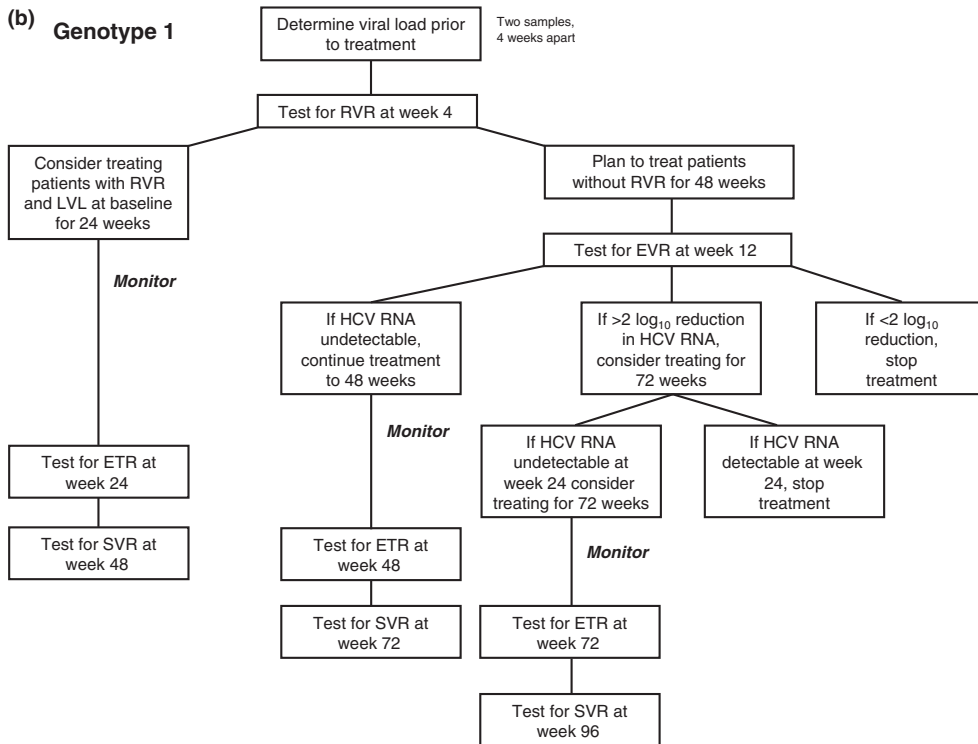 (b) Genotype 1
Determine viral load prior
to treatment
Two samples,
4 weeks apart
Test for RVR at week 4
Consider treating
patients with RVR
and LVL at baseline
for 24 weeks
Plan to treat patients
without RVR for 48 weeks
Test for EVR at week 12
Monitor
If HCV RNA
undetectable,
continue treatment
to 48 weeks
If >2 log₁₀ reduction
in HCV RNA,
consider treating for
72 weeks
If <2 log₁₀
reduction,
stop
treatment
Monitor
If HCV RNA
undetectable at
week 24 consider
treating for 72 weeks
If HCV RNA
detectable at week
24, stop
treatment
Test for ETR at
week 24
Test for SVR at
week 48
Test for ETR at
week 48
Monitor
Test for SVR at
week 72
Test for ETR at
week 72
Test for SVR at
week 96